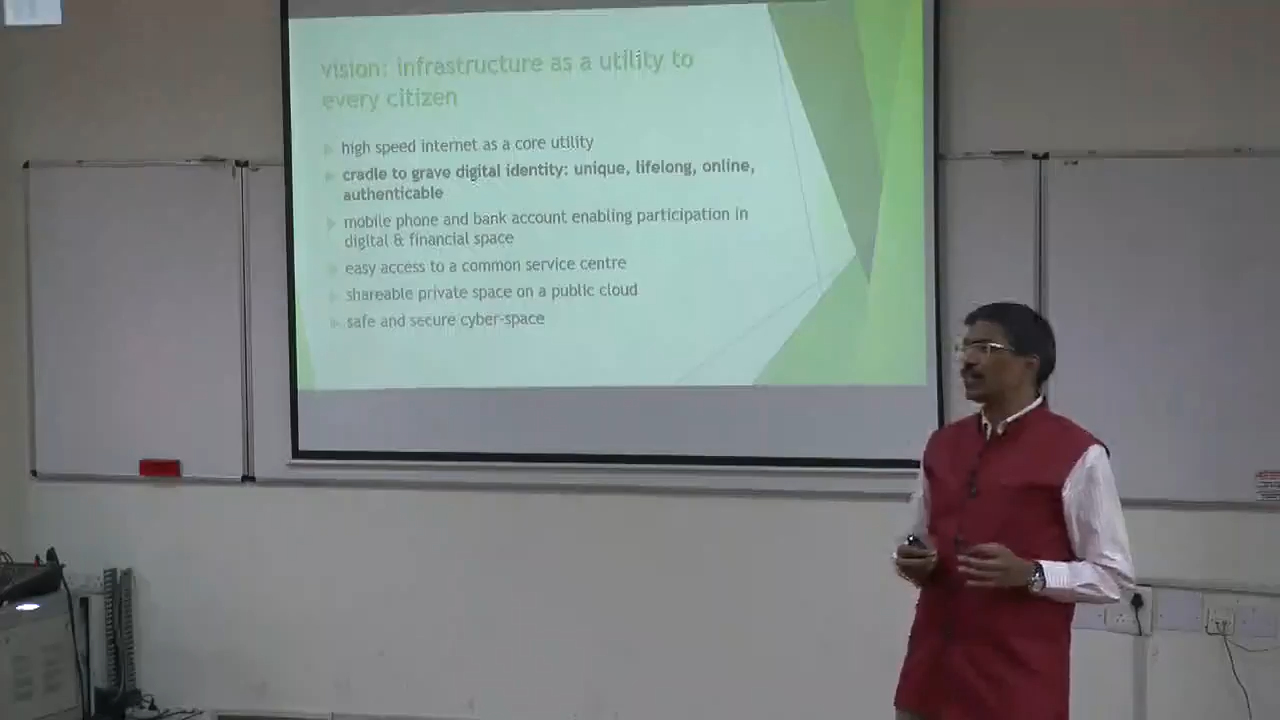 vision: infrastructure as a utility to
every citizen
high speed internet as a core utility
cradle to grave digital identity: unique, lifelong, online,
authenticable
mobile phone and bank account enabling participation in
digital & financial space
easy access to a common service centre
shareable private space on a public cloud
safe and secure cyber-space